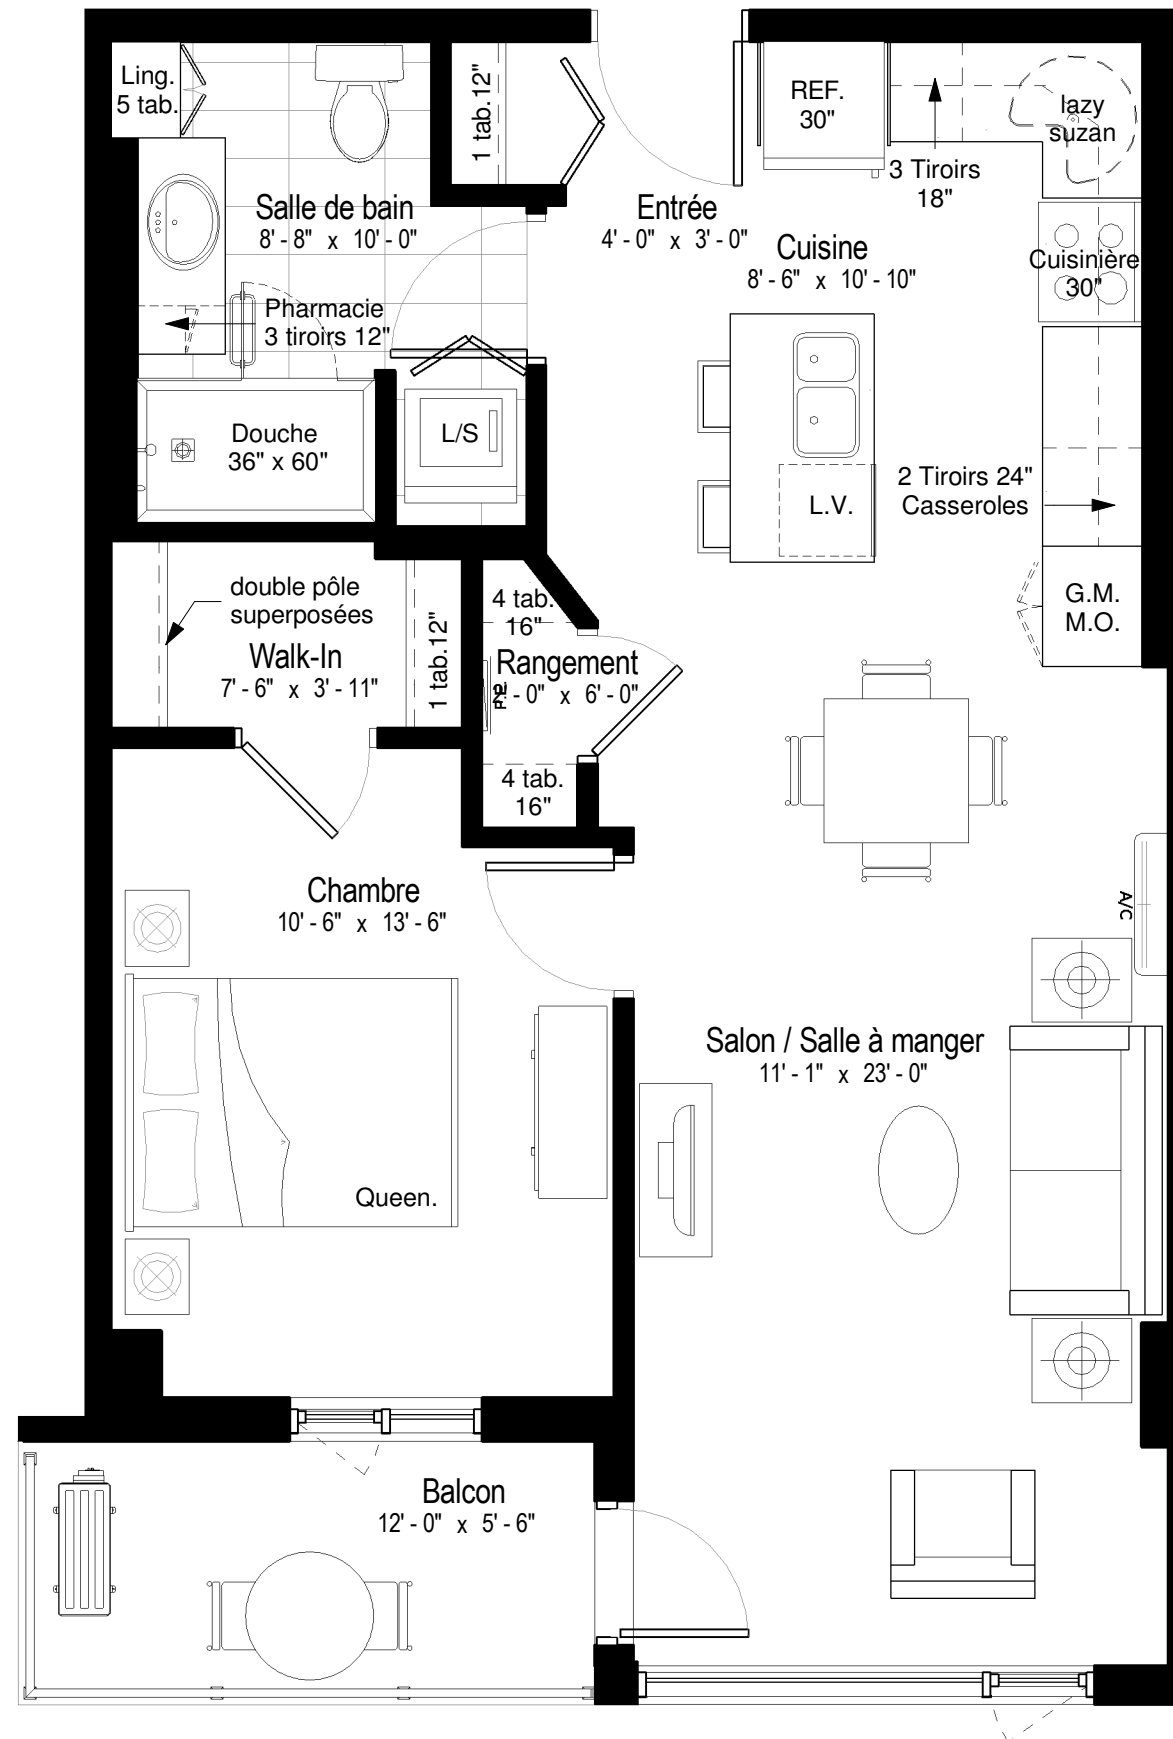 Ling.
5 tab.
1 tab.12"
REF.
30"
lazy
suzan
3 Tiroirs
18"
Salle de bain
8' - 8" x 10' - 0"
Entrée
4' - 0" x 3' - 0"
Cuisine
8' - 6" x 10' - 10"
Cuisinière
30"
Pharmacie
3 tiroirs 12"
Douche
36" x 60"
L/S
L.V.
2 Tiroirs 24"
Casseroles
G.M.
M.O.
double pôle
superposées
Walk-In
7' - 6" x 3' - 11"
1 tab.12"
4 tab.
16"
Rangement
' - 0" x 6' - 0"
4 tab.
16"
A/C
Chambre
10' - 6" x 13' - 6"
Queen.
Salon / Salle à manger
11' - 1" x 23' - 0"
Balcon
12' - 0" x 5' - 6"